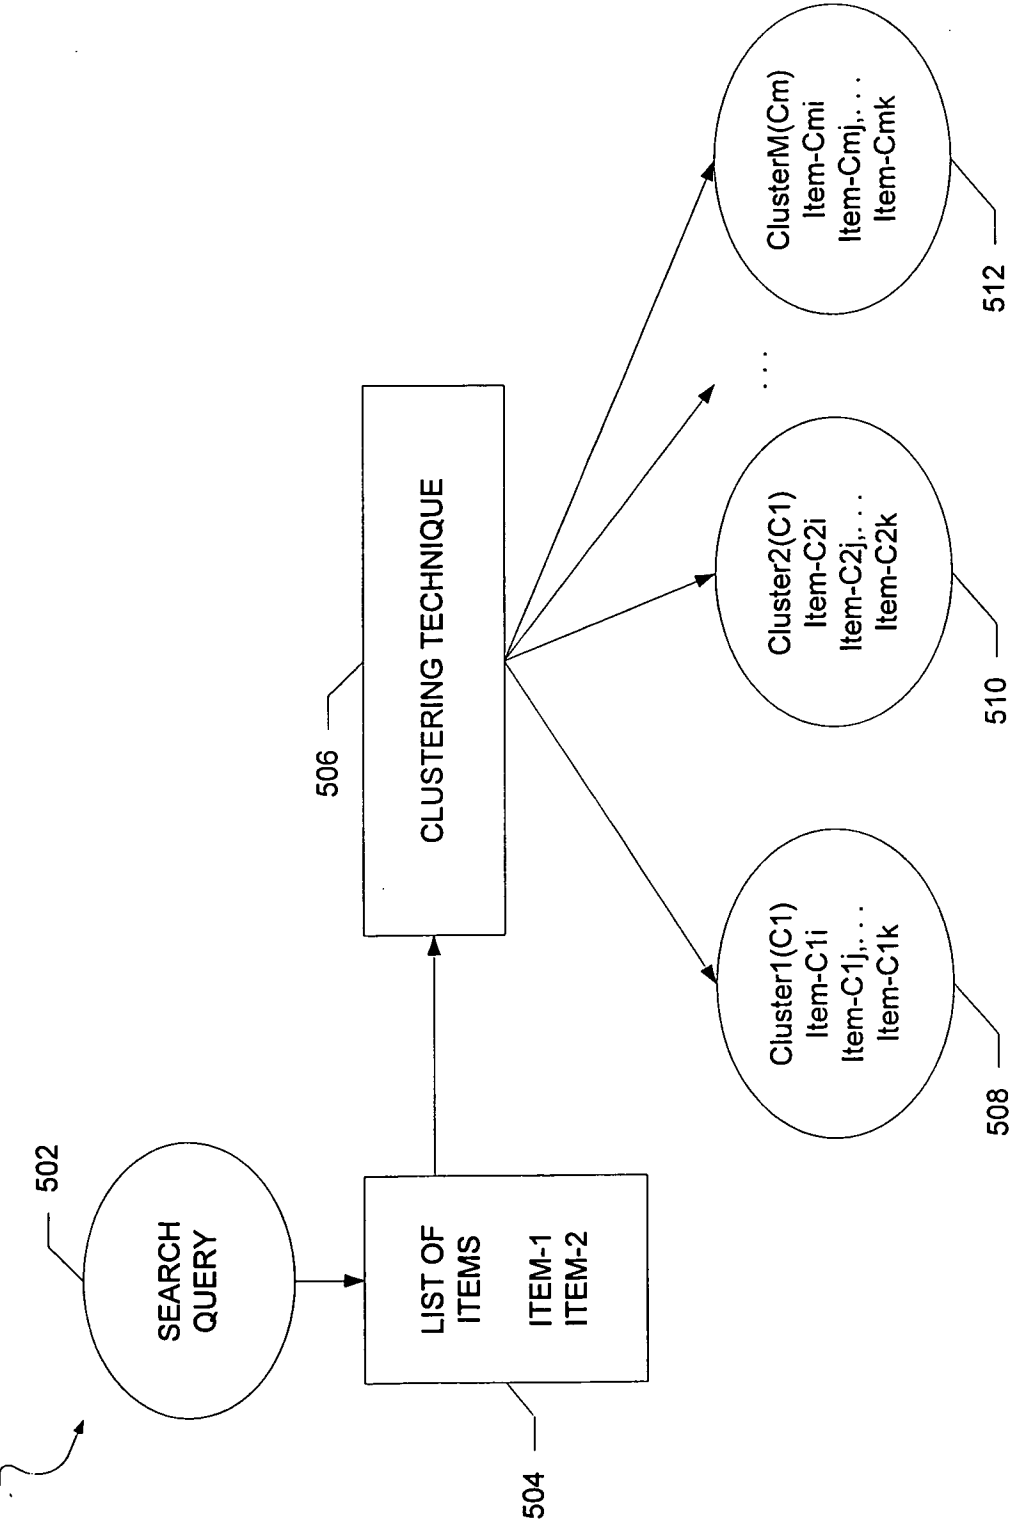 502
SEARCH
QUERY
LIST OF
ITEMS
ITEM-1
ITEM-2
504
506
CLUSTERING TECHNIQUE
Cluster1(C1)
Item-C1i
Item-C1j,. . .
Item-C1k
508
Cluster2(C1)
Item-C2i
Item-C2j,. . .
Item-C2k
510
. . .
ClusterM(Cm)
Item-Cmi
Item-Cmj,. . .
Item-Cmk
512